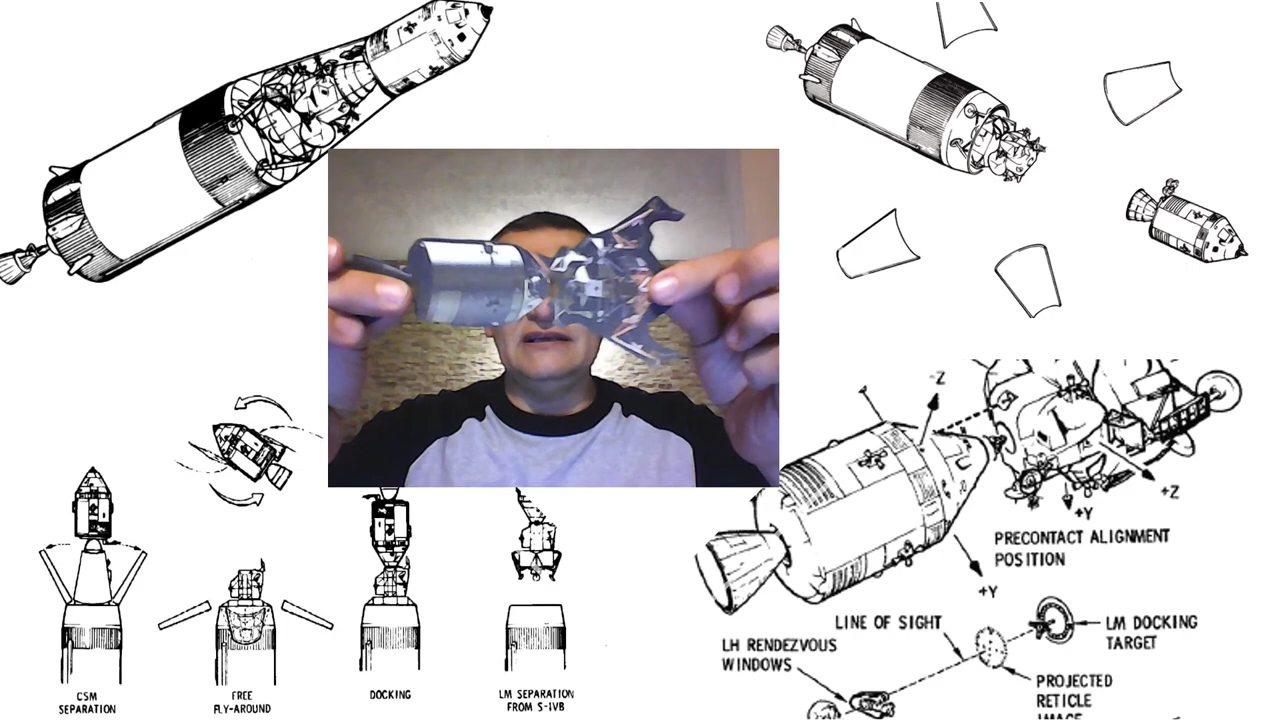 CSM
SEPARATION
FREE
FLY-AROUND
DOCKING
LM SEPARATION
FROM S-IVB
-Z
+Z
+Y
PRECONTACT ALIGNMENT
POSITION
+Y
LINE OF SIGHT
LM DOCKING
TARGET
LH RENDEZVOUS
WINDOWS
PROJECTED
RETICLE
IMAGE